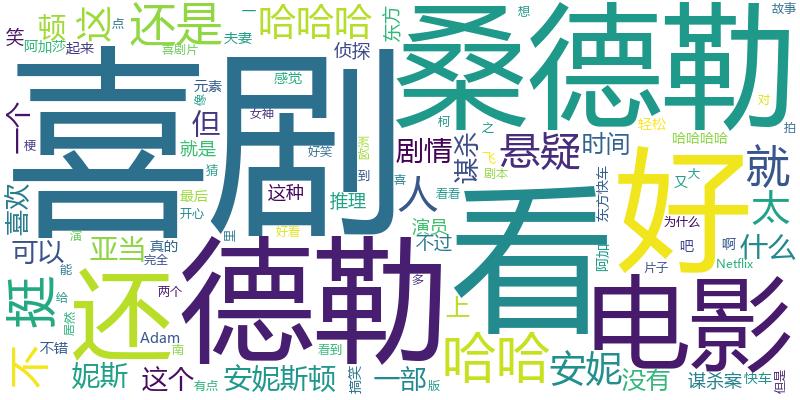 笑
顿
这
点
还是
一
哈哈哈
东方
想
故事
阿加莎
起来
喜剧片
夫妻
侦探
桑德勒
喜剧
元素
感觉
对
拍
一个
但
女神
柯
之
轻松
梗
就是
猜
好笑
欧洲
剧情
谋杀
悬疑
时间
哈哈哈哈
飞
到
喜
剧本
喜欢
最后
开心
这种
推理
人
看看
看
东方快车
好
又
大
就
太
演
里
好看
演员
为什么
可以
亚当
真的
完全
不过
阿加
吧
啊
什么
挺
能
给
还
两个
德勒
多
上
片子
Netflix
电影
居然
Adam
南
看到
不
不错
妮斯
这个
有点
安妮斯顿
搞笑
一部
版
哈哈
安妮
没有
谋杀案
快车
但是